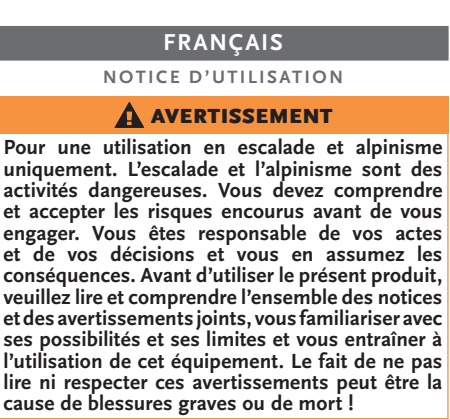 FRANÇAIS
NOTICE D'UTILISATION
AVERTISSEMENT
Pour une utilisation en escalade et alpinisme
uniquement. L'escalade et l'alpinisme sont des
activités dangereuses. Vous devez comprendre
et accepter les risques encourus avant de vous
engager. Vous êtes responsable de vos actes
et de vos décisions et vous en assumez les
conséquences. Avant d'utiliser le présent produit,
veuillez lire et comprendre l'ensemble des notices
et des avertissements joints, vous familiariser avec
ses possibilités et ses limites et vous entraîner à
l'utilisation de cet équipement. Le fait de ne pas
lire ni respecter ces avertissements peut être la
cause de blessures graves ou de mort !